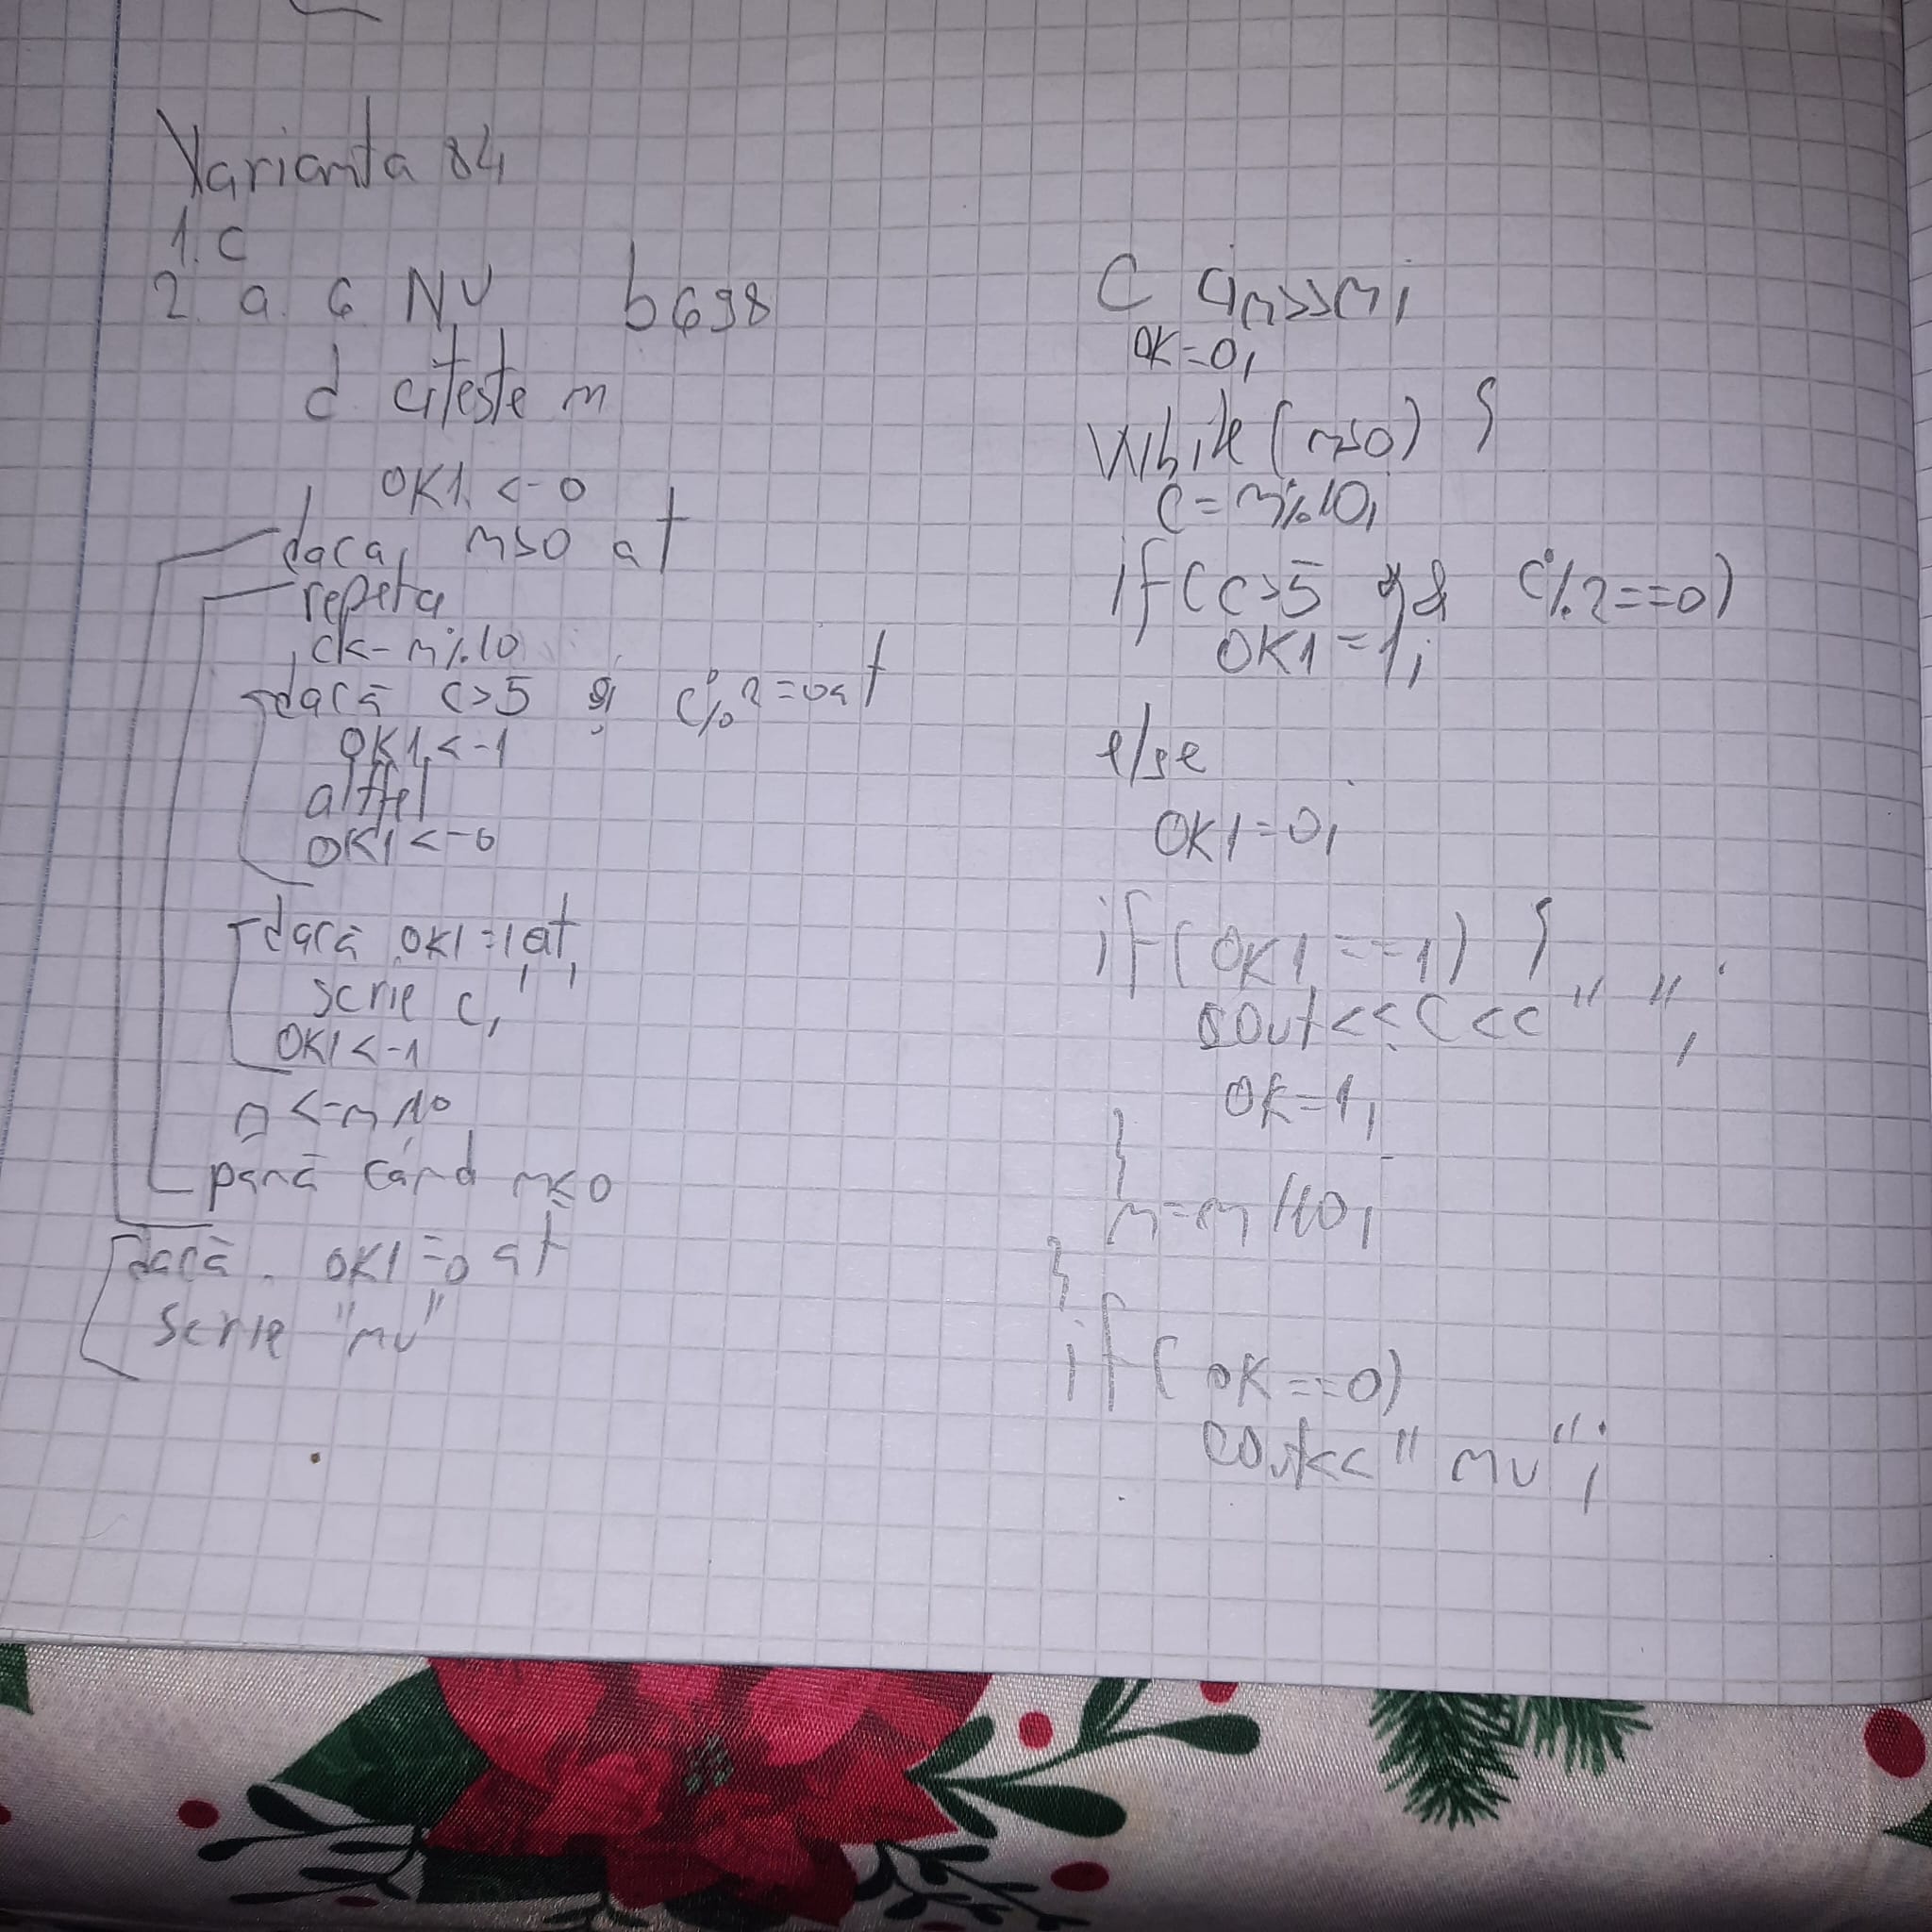 Varianta 84
1. C
2. a. 6 NU b 698
d citeste n
OK1 <- 0
daca n>0 at
repeta
c<- n%10
dacă c>5 și c%2=0 at
OK1 <-1
altfel
OK1 <-0
dacă OK1=1 at
scrie c, ' '
OK1 <-1
n <- n/10
până când n≤0
dacă OK1=0 at
scrie "nu"
C cin>>n;
OK=0;
While (n>0) {
c=n%10;
if(c>5 && c%2==0)
OK1=1;
else
OK1=0;
if(OK1==1) {
cout<<c<<" ";
OK=1;
}
n=n/10;
}
if(OK==0)
cout<<"nu";